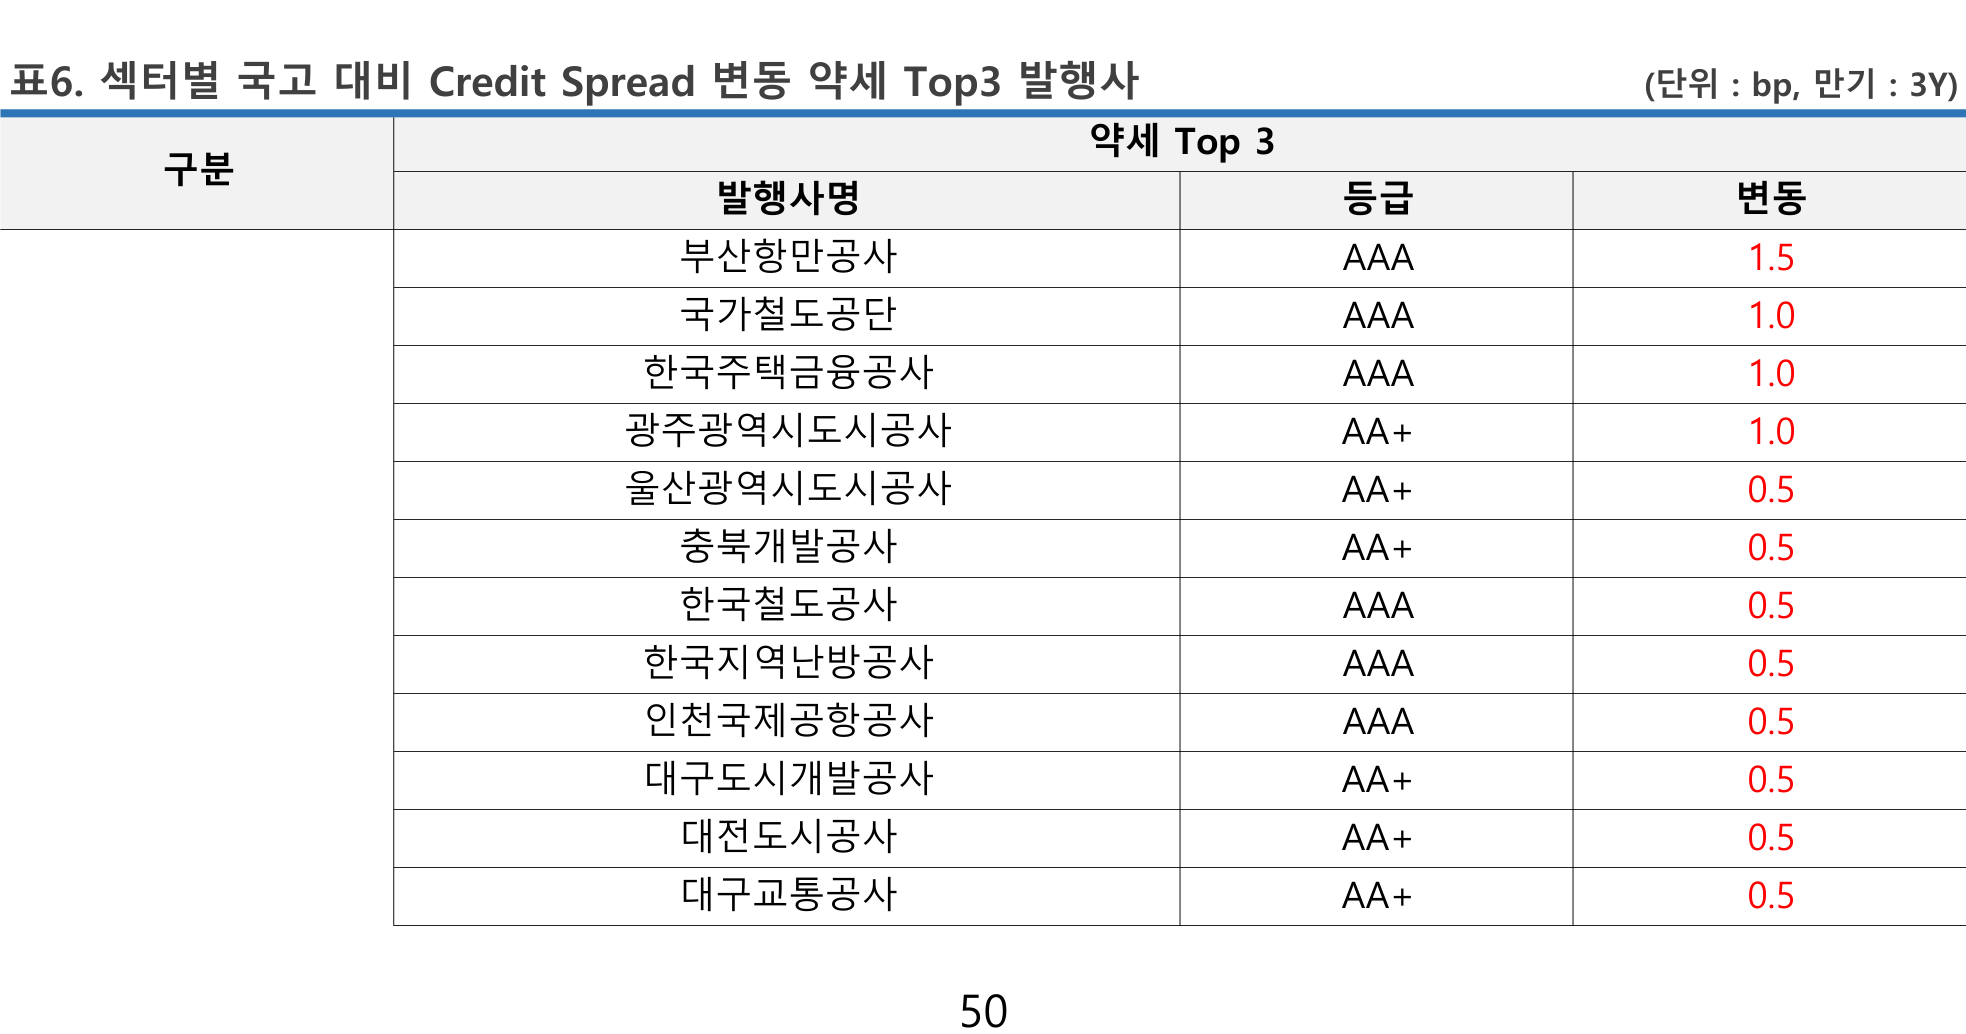 표6. 섹터별 국고 대비 Credit Spread 변동 약세 Top3 발행사 (단위 : bp, 만기 : 3Y)
구분 약세 Top 3
발행사명 등급 변동
부산항만공사 AAA 1.5
국가철도공단 AAA 1.0
한국주택금융공사 AAA 1.0
광주광역시도시공사 AA+ 1.0
울산광역시도시공사 AA+ 0.5
충북개발공사 AA+ 0.5
한국철도공사 AAA 0.5
한국지역난방공사 AAA 0.5
인천국제공항공사 AAA 0.5
대구도시개발공사 AA+ 0.5
대전도시공사 AA+ 0.5
대구교통공사 AA+ 0.5
50